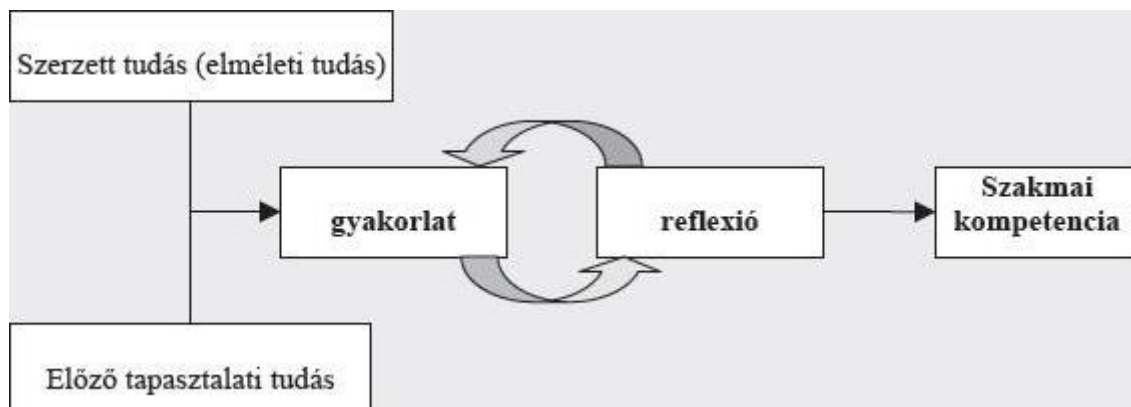 Szerzett tudás (elméleti tudás)
gyakorlat
reflexió
Szakmai
kompetencia
Előző tapasztalati tudás